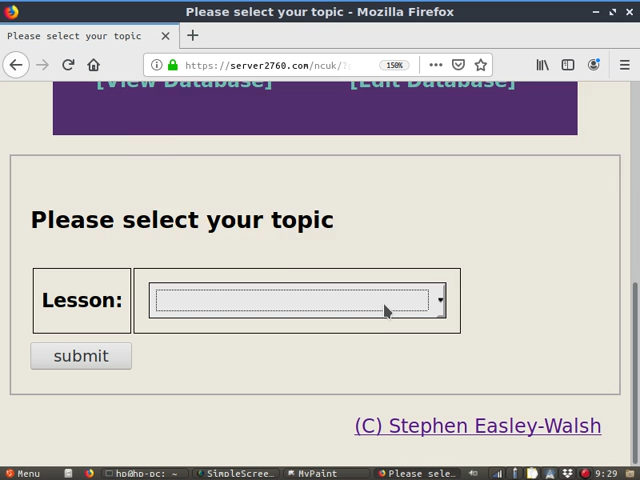 Please select your topic - Mozilla Firefox
Please select your topic
https://server2760.com/ncuk/?
150%
[View Database] [Edit Database]
Please select your topic
Lesson:
submit
(C) Stephen Easley-Walsh
Menu hp@hp-pc: ~ SimpleScree... MyPaint Please sele... 9:29